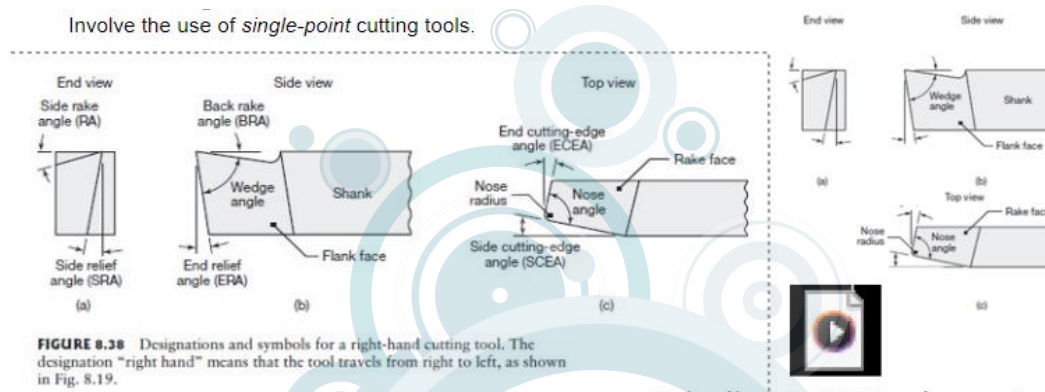 Involve the use of single-point cutting tools.
End view
Side view
Top view
Side rake
angle (RA)
Back rake
angle (BRA)
End cutting-edge
angle (ECEA)
Rake face
Wedge
angle
Shank
Nose
radius
Nose
angle
Side cutting-edge
angle (SCEA)
Flank face
Side relief
angle (SRA)
End relief
angle (ERA)
(a)
(b)
(c)
FIGURE 8.38 Designations and symbols for a right-hand cutting tool. The
designation "right hand" means that the tool travels from right to left, as shown
in Fig. 8.19.
End view
Side view
Wedge
angle
Shank
Flank face
(a)
(b)
Top view
Rake fac
Nose
radius
Nose
angle
(c)